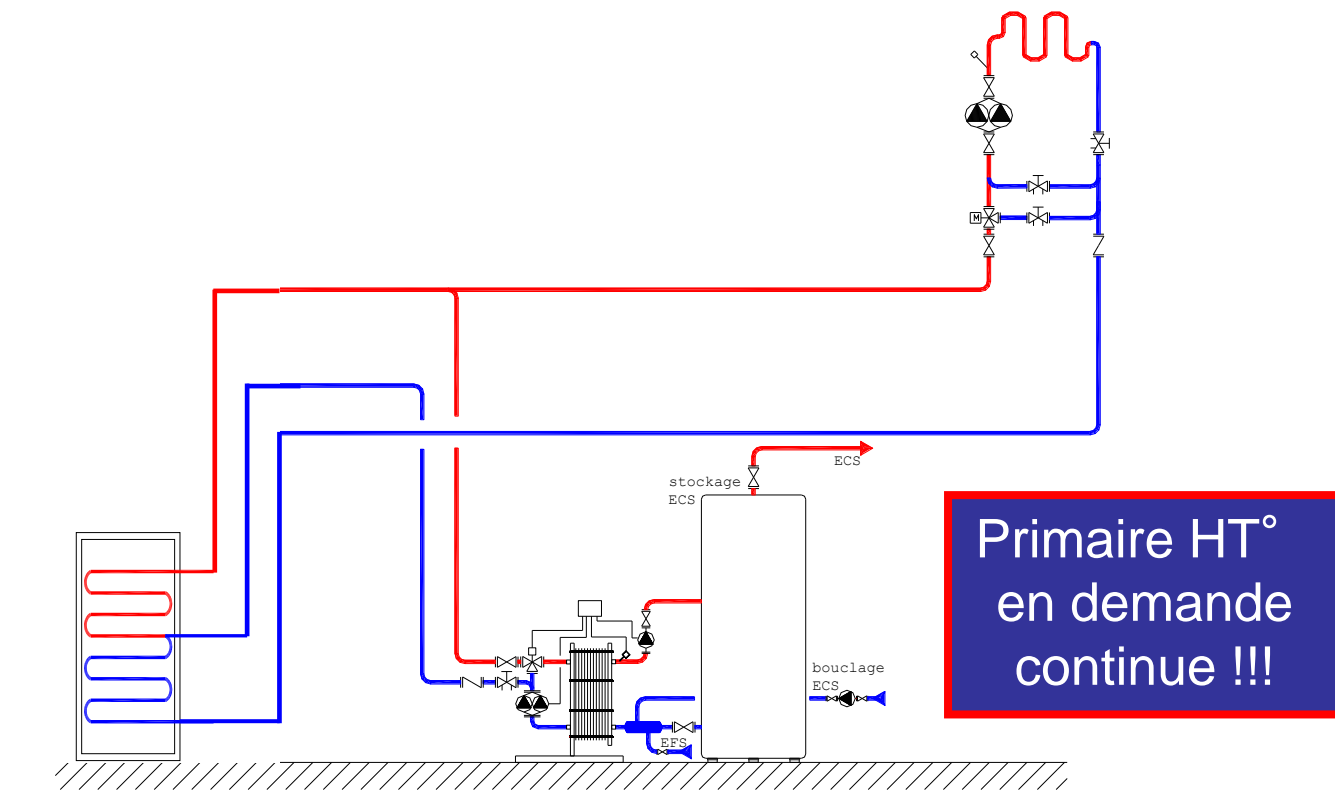 M
ECS
stockage
ECS
Primaire HT°
en demande
continue !!!
bouclage
ECS
EFS